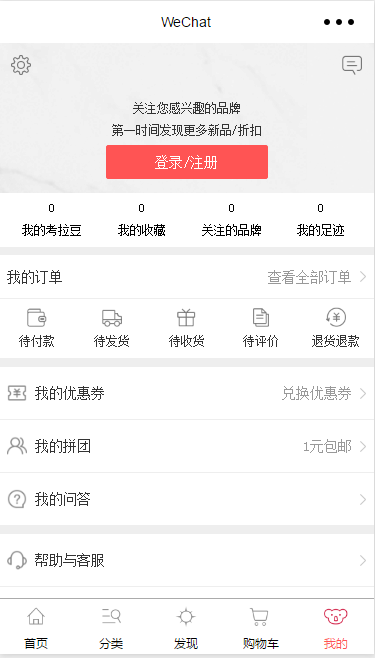 WeChat
关注您感兴趣的品牌
第一时间发现更多新品/折扣
登录/注册
0 0 0 0
我的考拉豆 我的收藏 关注的品牌 我的足迹
我的订单 查看全部订单
待付款 待发货 待收货 待评价 退货退款
我的优惠券 兑换优惠券
我的拼团 1元包邮
我的问答
帮助与客服
首页 分类 发现 购物车 我的